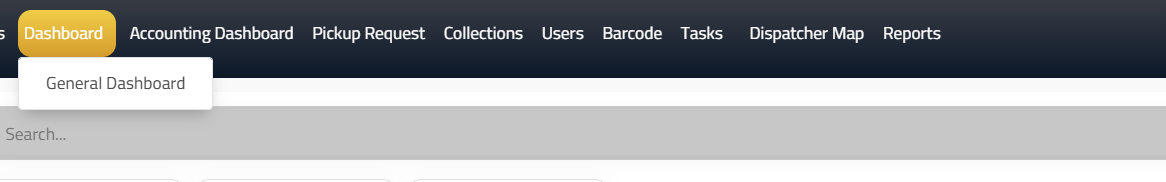 s Dashboard Accounting Dashboard Pickup Request Collections Users Barcode Tasks Dispatcher Map Reports
General Dashboard
Search...